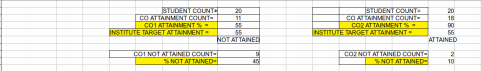 STUDENT COUNT= 20
CO ATTAINMENT COUNT= 11
CO1 ATTAINMENT % = 55
INSTITUTE TARGET ATTAINMENT = 55
NOT ATTAINED
CO1 NOT ATTAINED COUNT= 9
% NOT ATTAINED= 45
STUDENT COUNT= 20
CO ATTAINMENT COUNT= 18
CO2 ATTAINMENT % = 90
INSTITUTE TARGET ATTAINMENT = 55
ATTAINED
CO2 NOT ATTAINED COUNT= 2
% NOT ATTAINED= 10